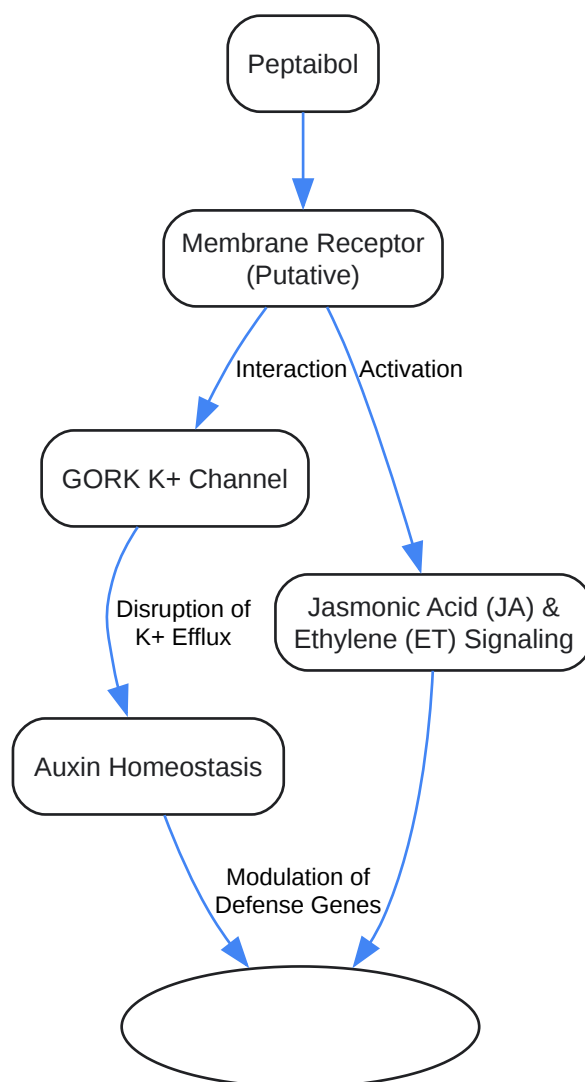 Peptaibol
Membrane Receptor
(Putative)
Interaction
Activation
GORK K+ Channel
Disruption of
K+ Efflux
Jasmonic Acid (JA) &
Ethylene (ET) Signaling
Auxin Homeostasis
Modulation of
Defense Genes